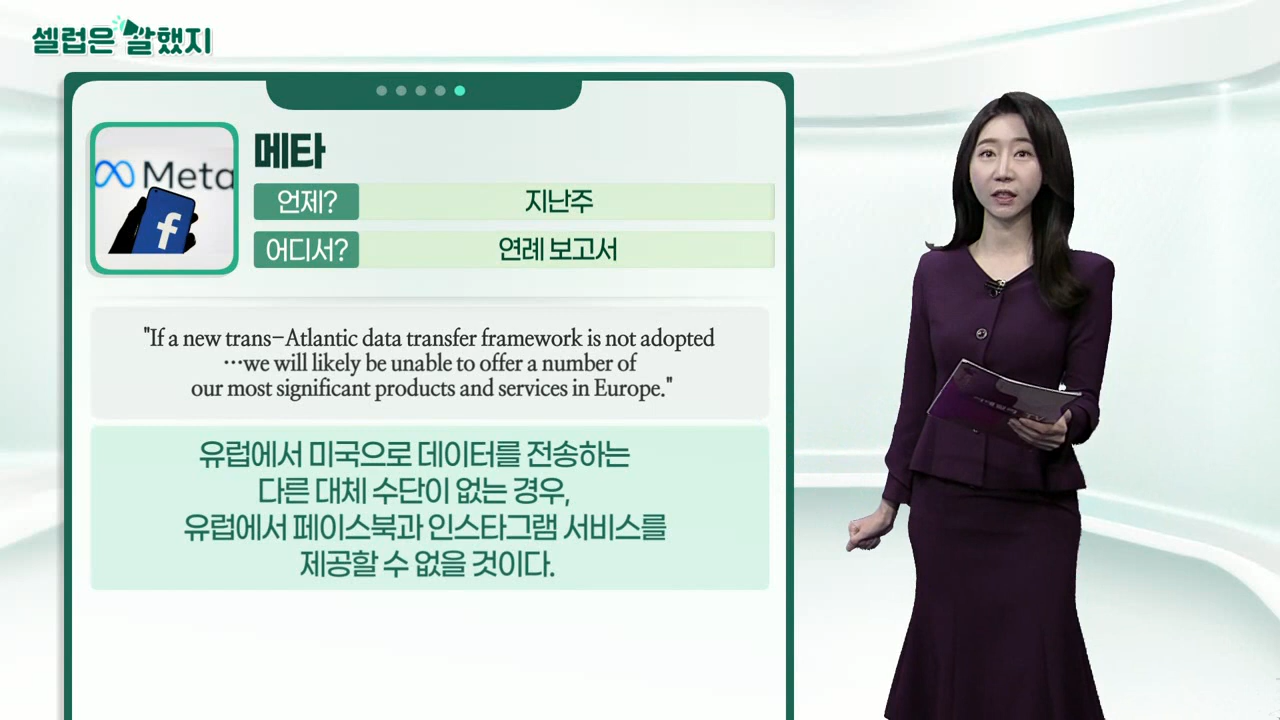 셀럽은 말했지
Meta
f
메타
언제?
지난주
어디서?
연례 보고서
"If a new trans-Atlantic data transfer framework is not adopted
…we will likely be unable to offer a number of
our most significant products and services in Europe."
유럽에서 미국으로 데이터를 전송하는
다른 대체 수단이 없는 경우,
유럽에서 페이스북과 인스타그램 서비스를
제공할 수 없을 것이다.